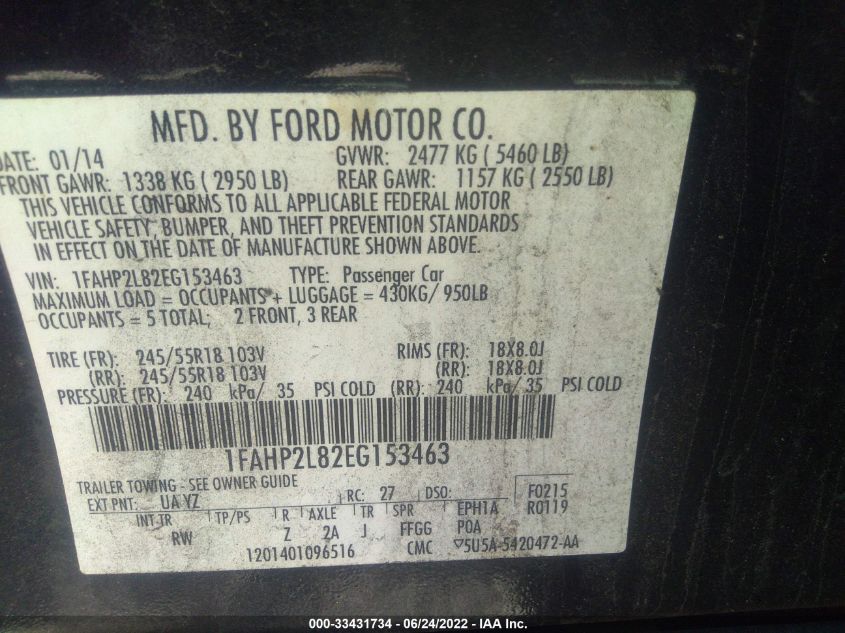 MFD. BY FORD MOTOR CO.
DATE: 01/14 GVWR: 2477 KG ( 5460 LB)
FRONT GAWR: 1338 KG ( 2950 LB) REAR GAWR: 1157 KG ( 2550 LB)
THIS VEHICLE CONFORMS TO ALL APPLICABLE FEDERAL MOTOR
VEHICLE SAFETY, BUMPER, AND THEFT PREVENTION STANDARDS
IN EFFECT ON THE DATE OF MANUFACTURE SHOWN ABOVE.
VIN: 1FAHP2L82EG153463 TYPE: Passenger Car
MAXIMUM LOAD = OCCUPANTS + LUGGAGE = 430KG/ 950LB
OCCUPANTS = 5 TOTAL; 2 FRONT, 3 REAR
TIRE (FR): 245/55R18 103V RIMS (FR): 18X8.0J
(RR): 245/55R18 103V (RR): 18X8.0J
PRESSURE (FR): 240 kPa/ 35 PSI COLD (RR): 240 kPa/ 35 PSI COLD
1FAHP2L82EG153463
TRAILER TOWING - SEE OWNER GUIDE
EXT PNT: UA YZ RC: 27 DSO: F0215
R0119
INT TR TP/PS R AXLE TR SPR EPH1A
RW Z 2A J FFGG P0A
1201401096516 CMC ▽5U5A-5420472-AA
000-33431734 - 06/24/2022 - IAA Inc.